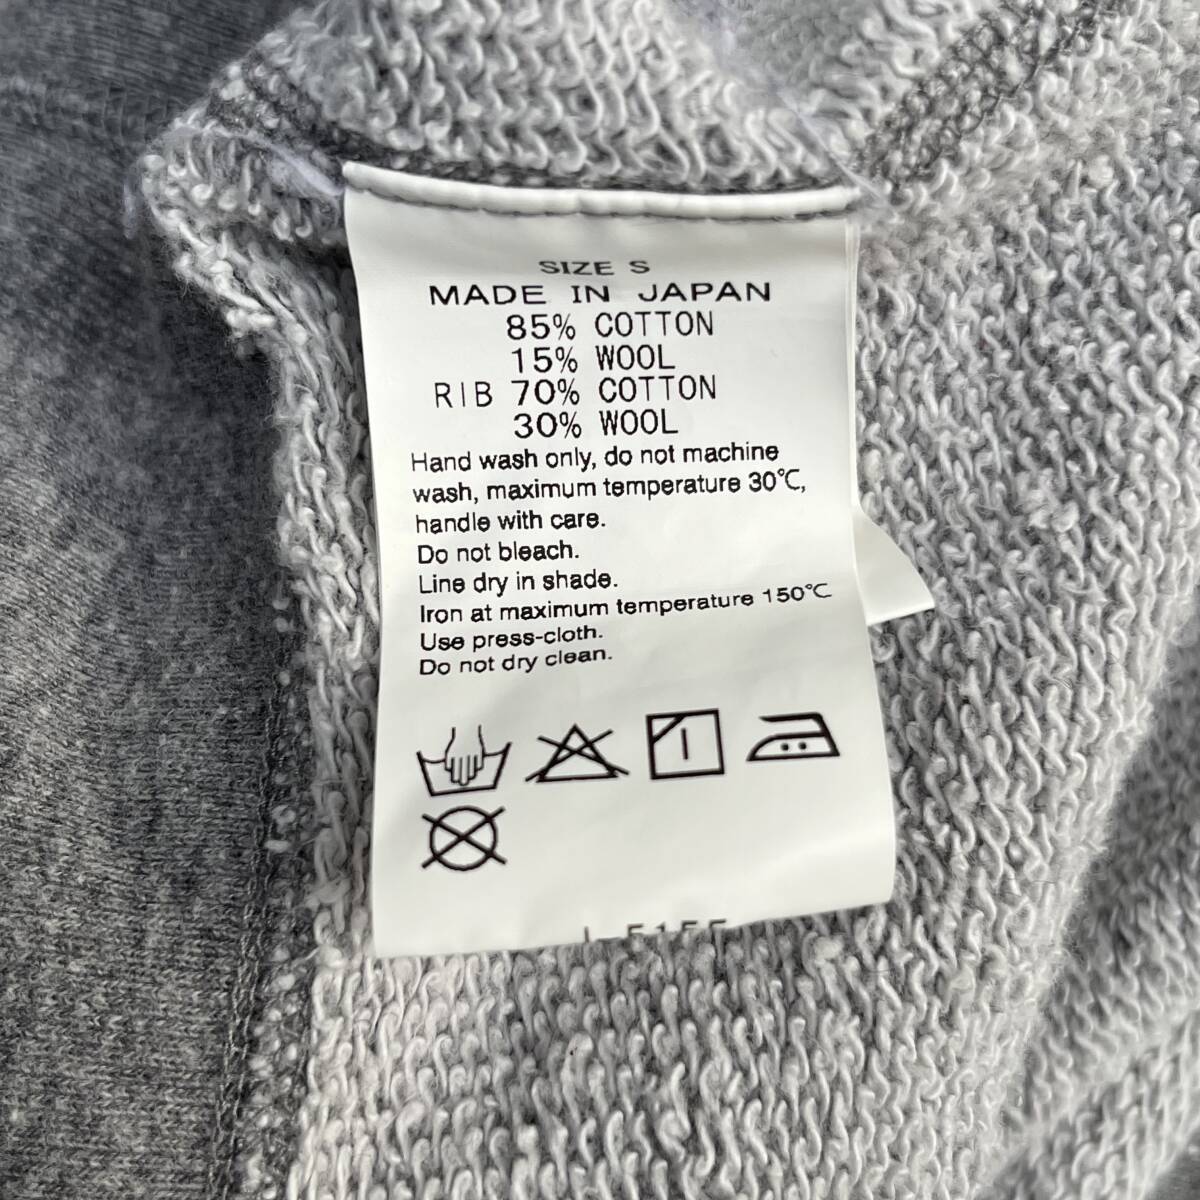 SIZE S
MADE IN JAPAN
85% COTTON
15% WOOL
RIB 70% COTTON
30% WOOL
Hand wash only, do not machine
wash, maximum temperature 30℃,
handle with care.
Do not bleach.
Line dry in shade.
Iron at maximum temperature 150℃
Use press-cloth.
Do not dry clean.